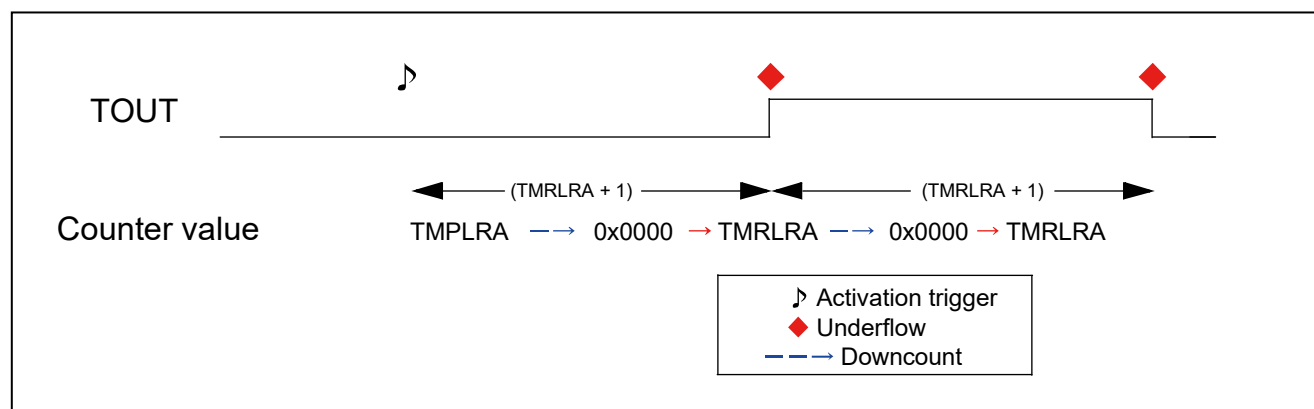 TOUT
(TMRLRA + 1) (TMRLRA + 1)
Counter value TMPLRA 0x0000 → TMRLRA 0x0000 → TMRLRA
Activation trigger
Underflow
Downcount